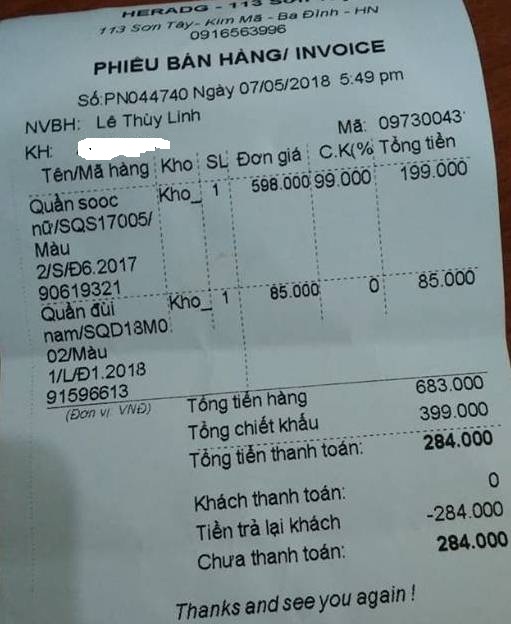 HERADG - 113 SƠN
113 Sơn Tây- Kim Mã - Ba Đình - HN
0916563996
PHIẾU BÁN HÀNG/ INVOICE
Số:PN044740 Ngày 07/05/2018 5:49 pm
NVBH: Lê Thùy Linh
KH: Mã: 09730043
Tên/Mã hàng Kho SL Đơn giá C.K(% Tổng tiền
Quần sooc Kho_ 1 598.000 99.000 199.000
nữ/SQS17005/
Màu
2/S/Đ6.2017
90619321
Quần đùi Kho_ 1 85.000 0 85.000
nam/SQD18M0
02/Màu
1/L/Đ1.2018
91596613
(Đơn vị: VNĐ) Tổng tiền hàng 683.000
Tổng chiết khấu 399.000
Tổng tiền thanh toán: 284.000
Khách thanh toán: 0
Tiền trả lại khách -284.000
Chưa thanh toán: 284.000
Thanks and see you again !